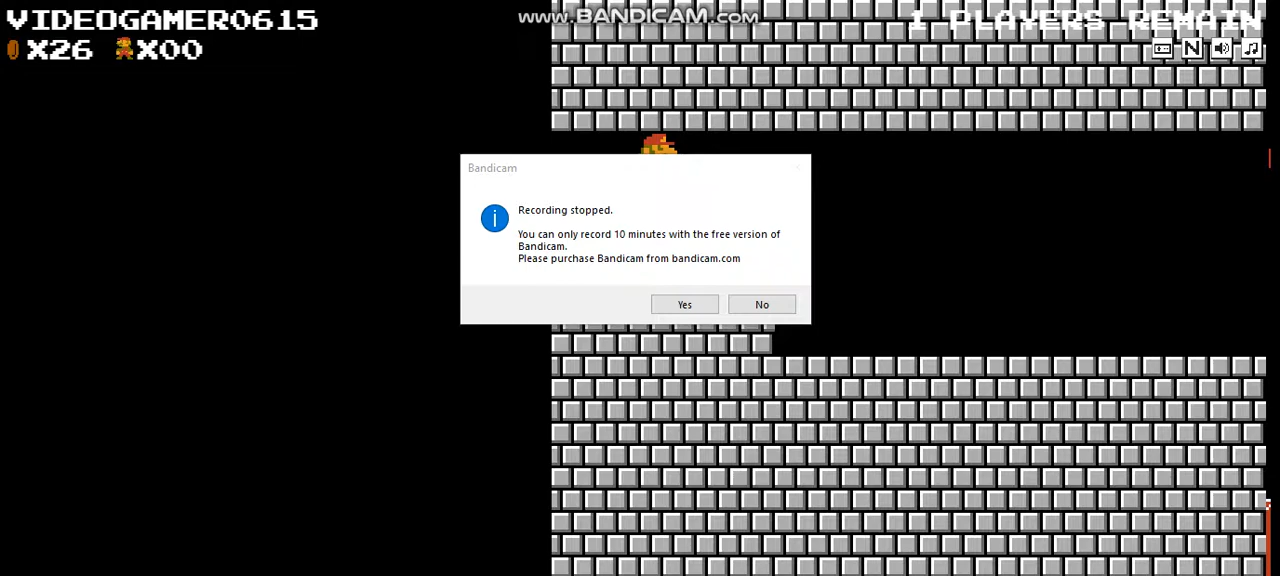 VIDEOGAMER0615
www.BANDICAM.com
1 PLAYERS REMAIN
X26 X00
N
Bandicam
Recording stopped.
You can only record 10 minutes with the free version of
Bandicam.
Please purchase Bandicam from bandicam.com
Yes No